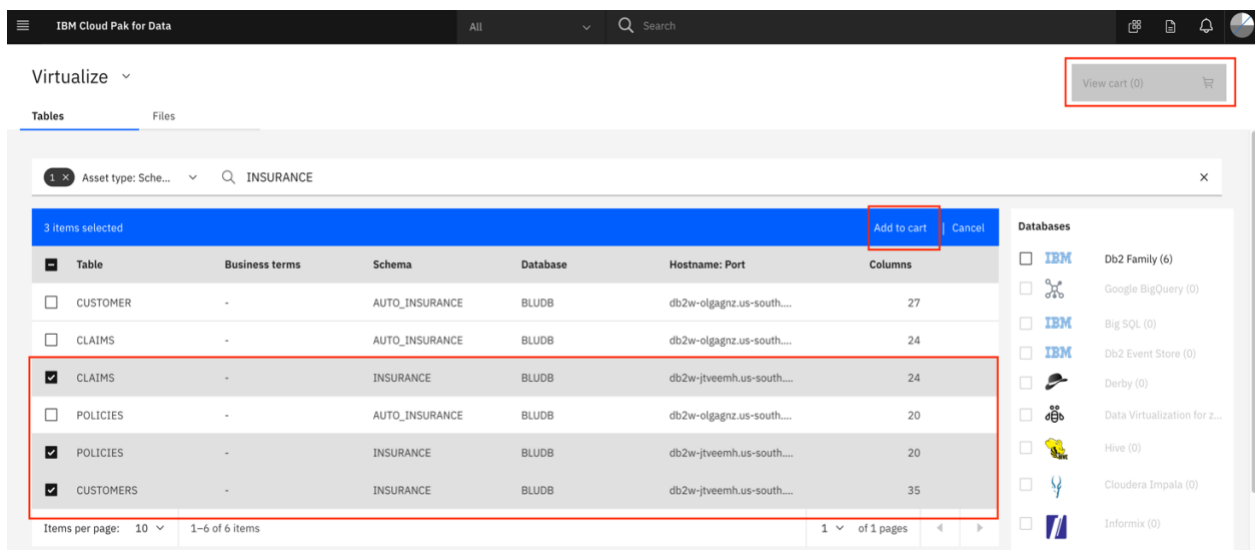 IBM Cloud Pak for Data All Search
Virtualize
View cart (0)
Tables Files
1 × Asset type: Sche... INSURANCE
3 items selected Add to cart | Cancel
Table Business terms Schema Database Hostname: Port Columns
CUSTOMER - AUTO_INSURANCE BLUDB db2w-olgagnz.us-south.... 27
CLAIMS - AUTO_INSURANCE BLUDB db2w-olgagnz.us-south.... 24
CLAIMS - INSURANCE BLUDB db2w-jtveemh.us-south.... 24
POLICIES - AUTO_INSURANCE BLUDB db2w-olgagnz.us-south.... 20
POLICIES - INSURANCE BLUDB db2w-jtveemh.us-south.... 20
CUSTOMERS - INSURANCE BLUDB db2w-jtveemh.us-south.... 35
Items per page: 10 1–6 of 6 items 1 of 1 pages
Databases
IBM Db2 Family (6)
Google BigQuery (0)
IBM Big SQL (0)
IBM Db2 Event Store (0)
Derby (0)
Data Virtualization for z...
Hive (0)
Cloudera Impala (0)
Informix (0)